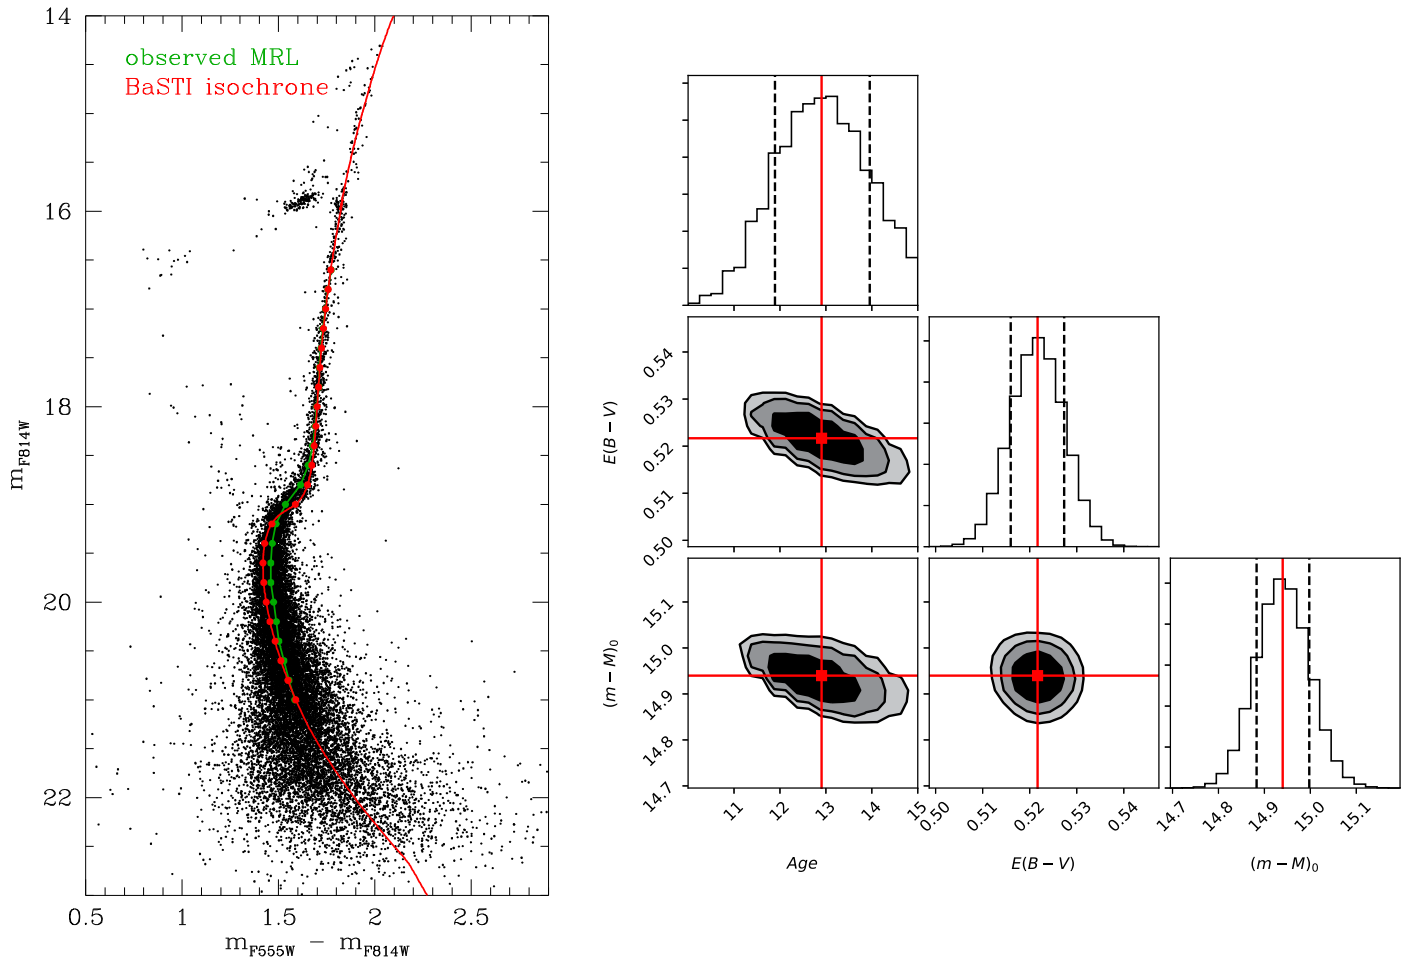 observed MRL
BaSTI isochrone
14
16
18
20
22
m_F814W
0.5 1 1.5 2 2.5
m_F555W − m_F814W
E(B − V)
0.54
0.53
0.52
0.51
0.50
(m − M)_0
15.1
15.0
14.9
14.8
14.7
11 12 13 14 15
0.50 0.51 0.52 0.53 0.54
14.7 14.8 14.9 15.0 15.1
Age
E(B − V)
(m − M)_0